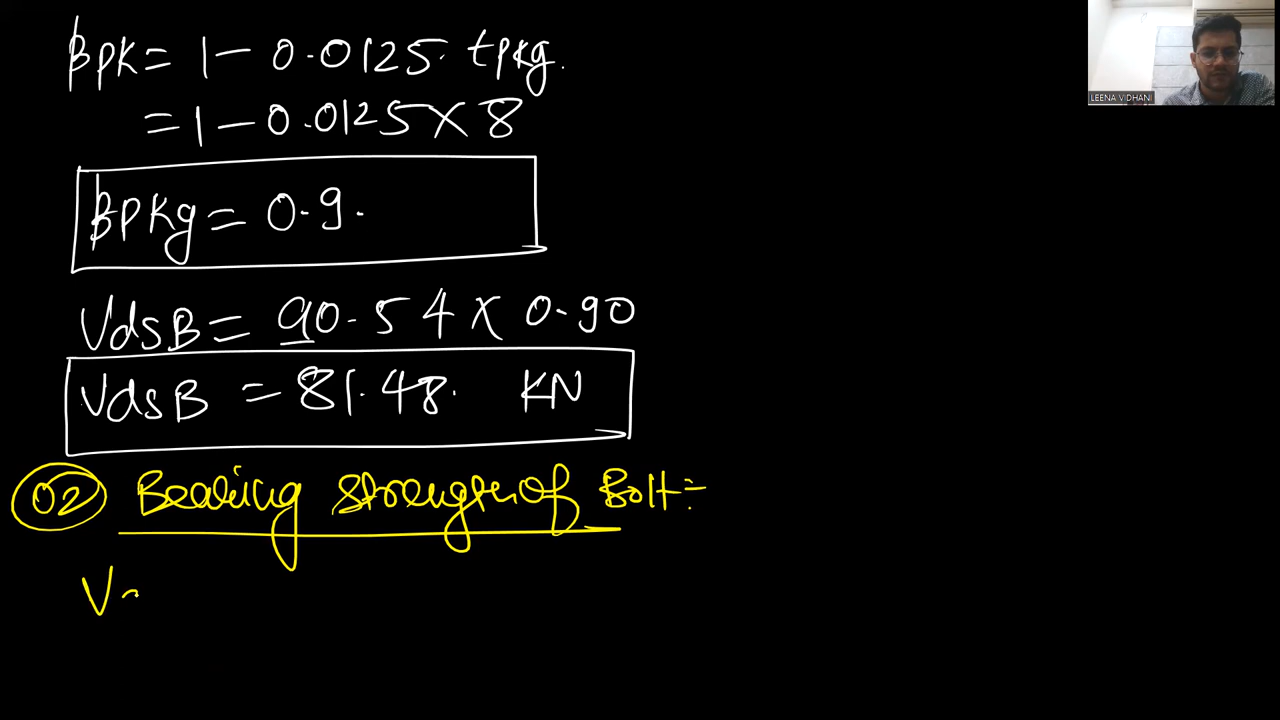 βpk = 1 - 0.0125 tpkg.
= 1 - 0.0125 × 8
βpkg = 0.9.
VdsB = 90.54 × 0.90
VdsB = 81.48. KN
02 Bearing strength of Bolt:-
V
LEENA VIDHANI